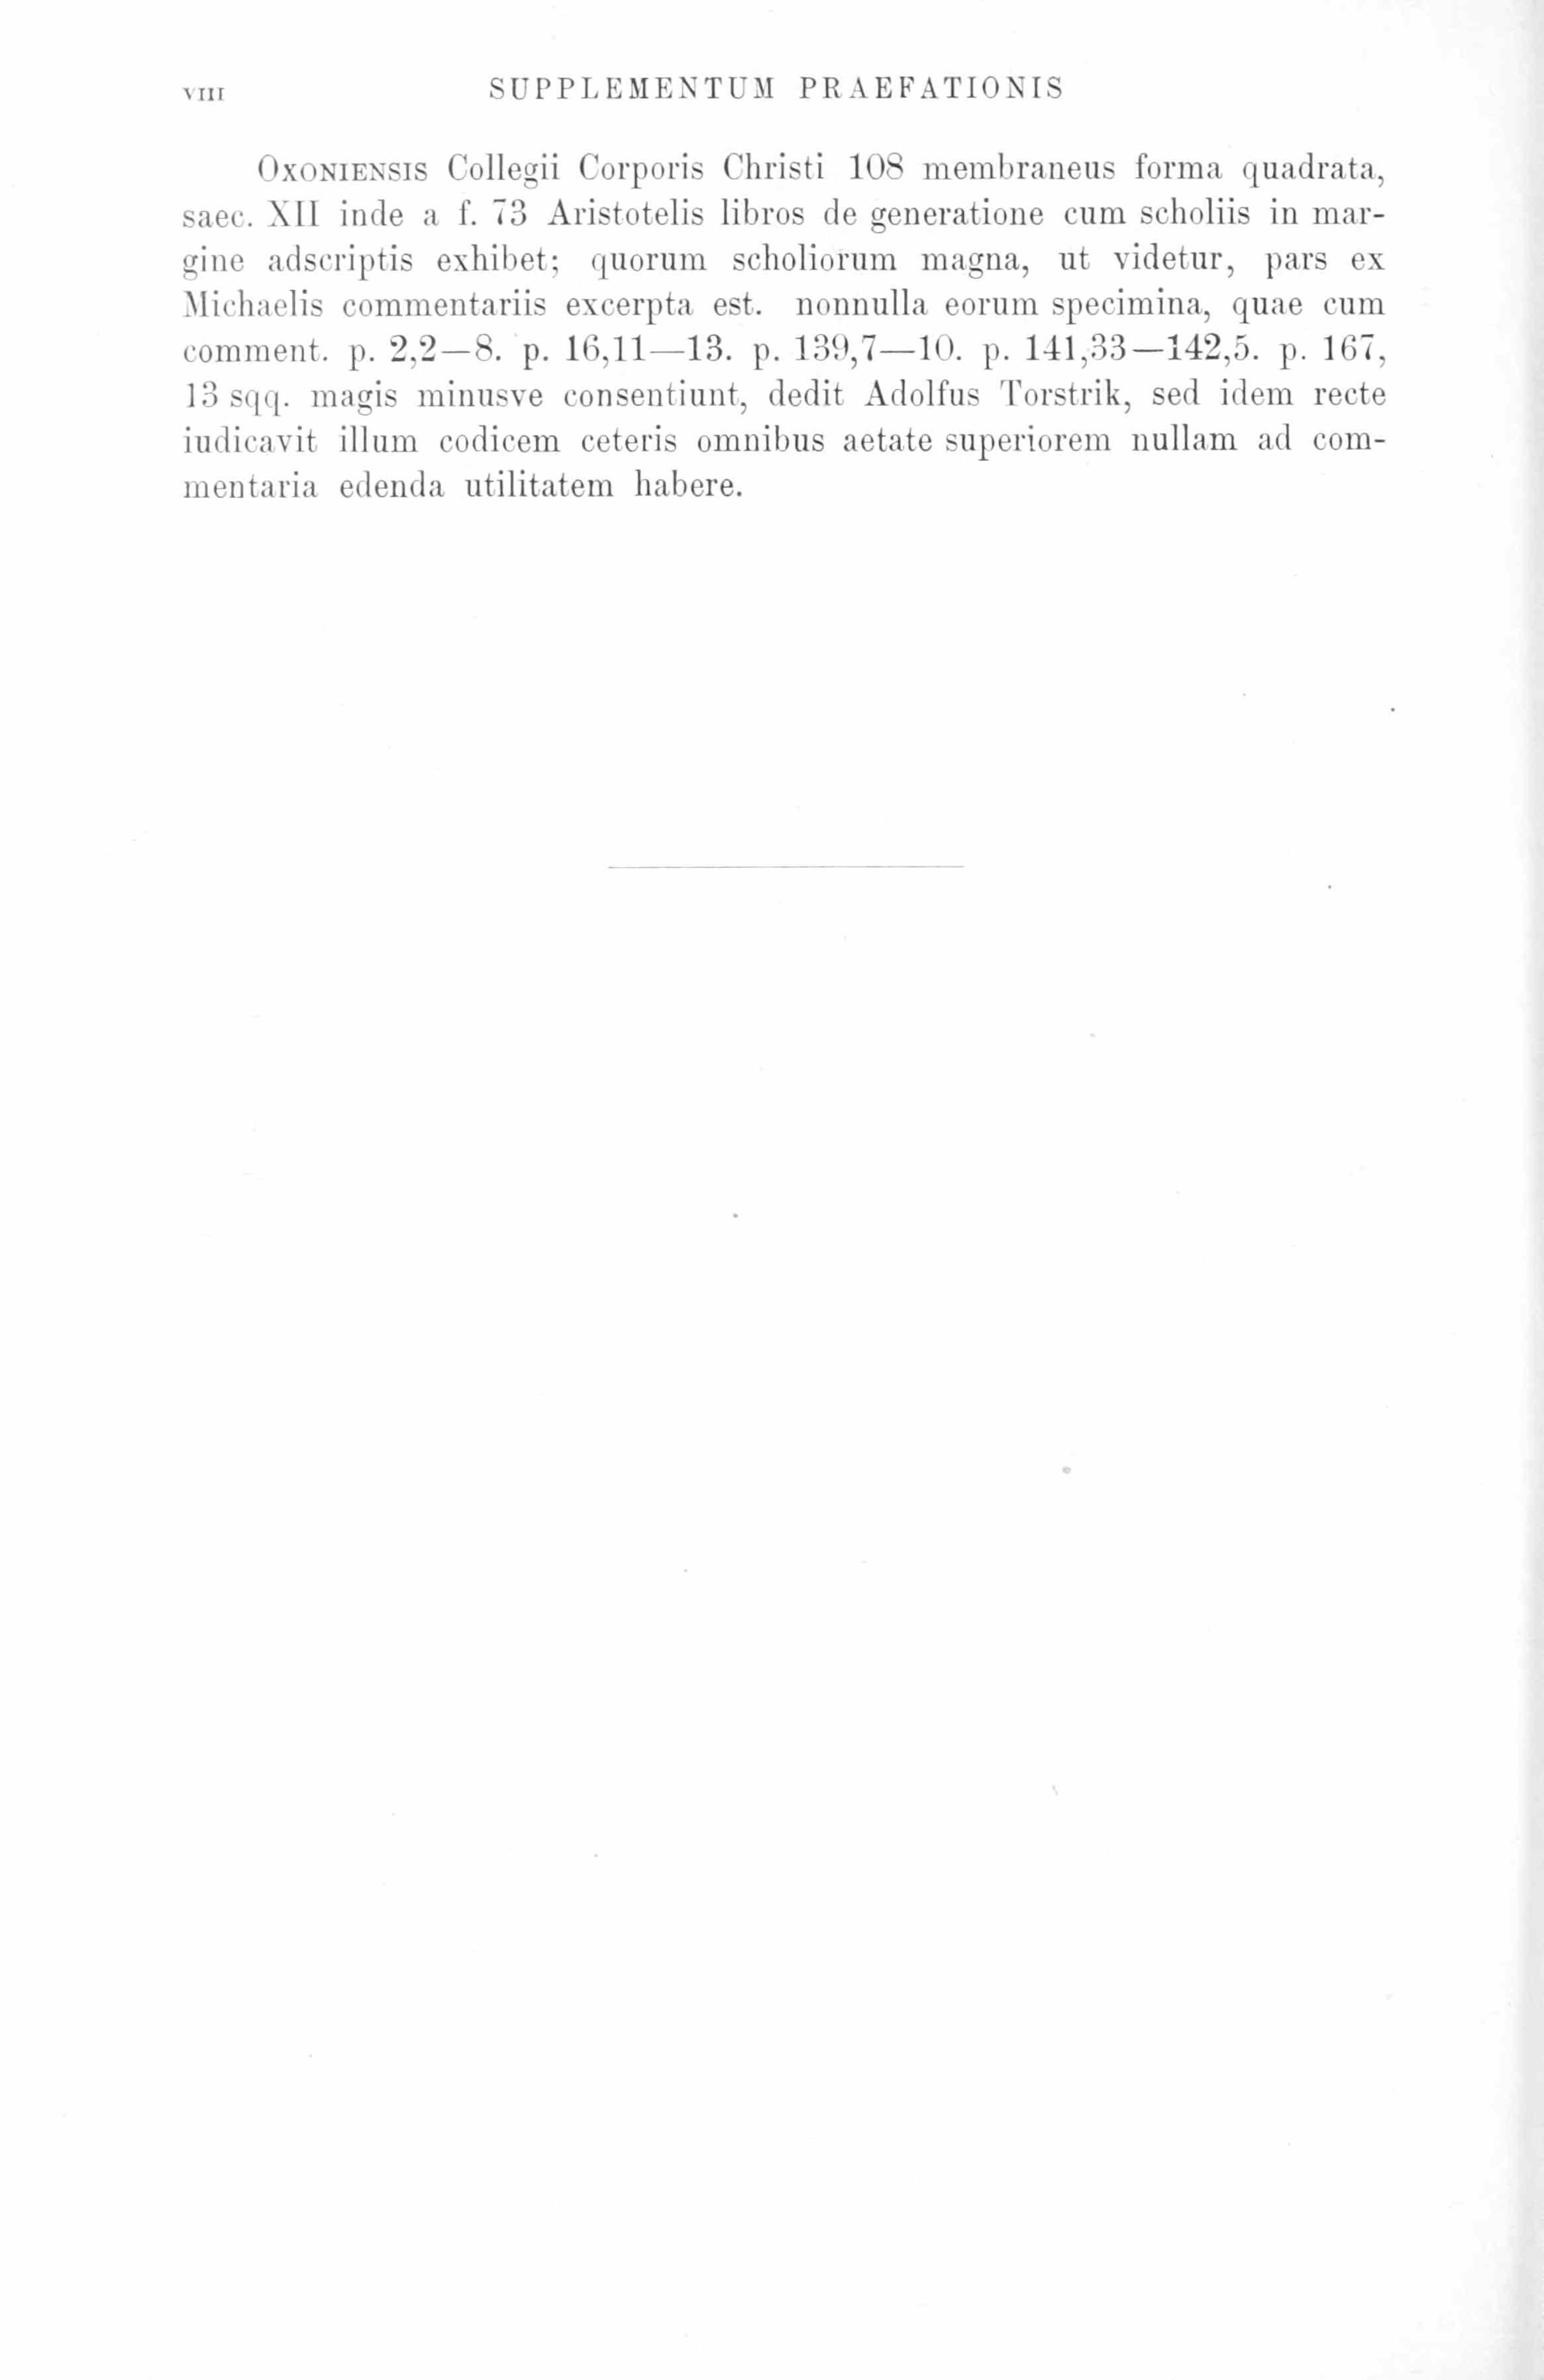 VIII SUPPLEMENTUM PRAEFATIONIS
OXONIENSIS Collegii Corporis Christi 108 membraneus forma quadrata,
saec. XII inde a f. 73 Aristotelis libros de generatione cum scholiis in mar-
gine adscriptis exhibet; quorum scholiorum magna, ut videtur, pars ex
Michaelis commentariis excerpta est. nonnulla eorum specimina, quae cum
comment. p. 2,2—8. p. 16,11—13. p. 139,7—10. p. 141,33—142,5. p. 167,
13 sqq. magis minusve consentiunt, dedit Adolfus Torstrik, sed idem recte
iudicavit illum codicem ceteris omnibus aetate superiorem nullam ad com-
mentaria edenda utilitatem habere.